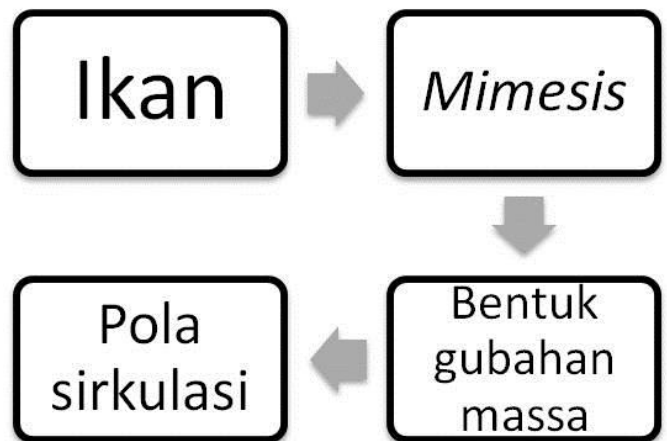 Ikan
Mimesis
Bentuk
gubahan
massa
Pola
sirkulasi